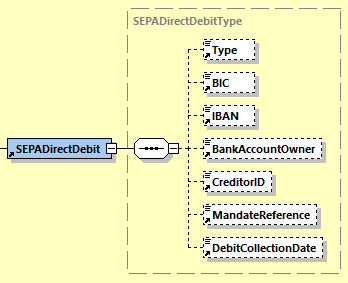 SEPADirectDebitType
Type
BIC
IBAN
SEPADirectDebit
BankAccountOwner
CreditorID
MandateReference
DebitCollectionDate